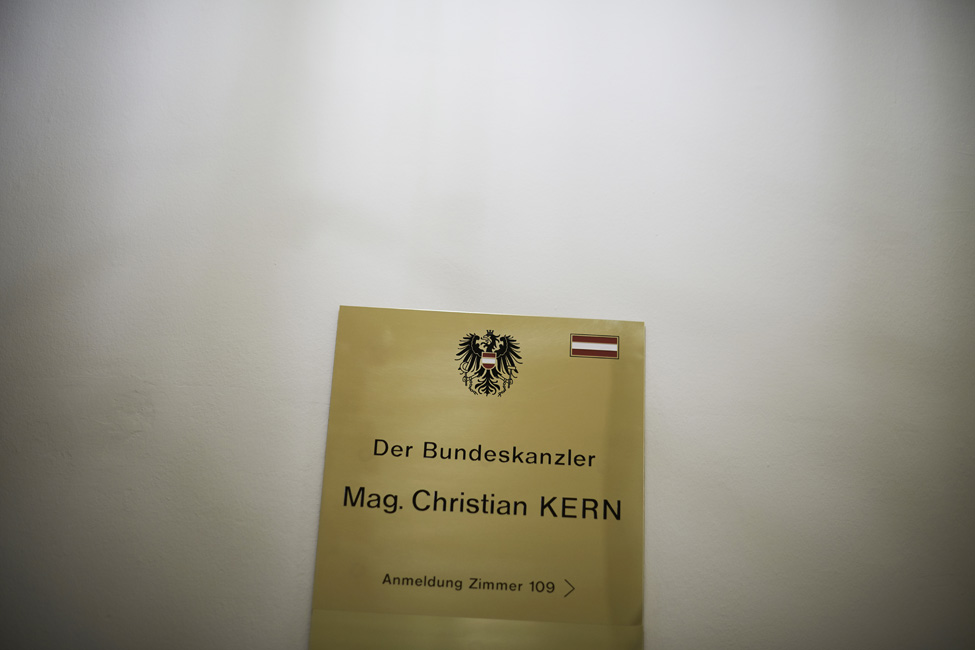 Der Bundeskanzler
Mag. Christian KERN
Anmeldung Zimmer 109 >